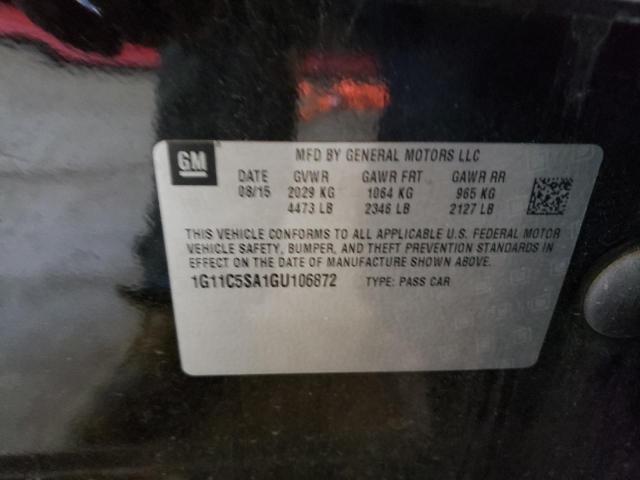 GM
MFD BY GENERAL MOTORS LLC
DATE GVWR GAWR FRT GAWR RR
08/15 2029 KG 1064 KG 965 KG
4473 LB 2346 LB 2127 LB
THIS VEHICLE CONFORMS TO ALL APPLICABLE U.S. FEDERAL MOTOR
VEHICLE SAFETY, BUMPER, AND THEFT PREVENTION STANDARDS IN
EFFECT ON THE DATE OF MANUFACTURE SHOWN ABOVE.
1G11C5SA1GU106872 TYPE: PASS CAR